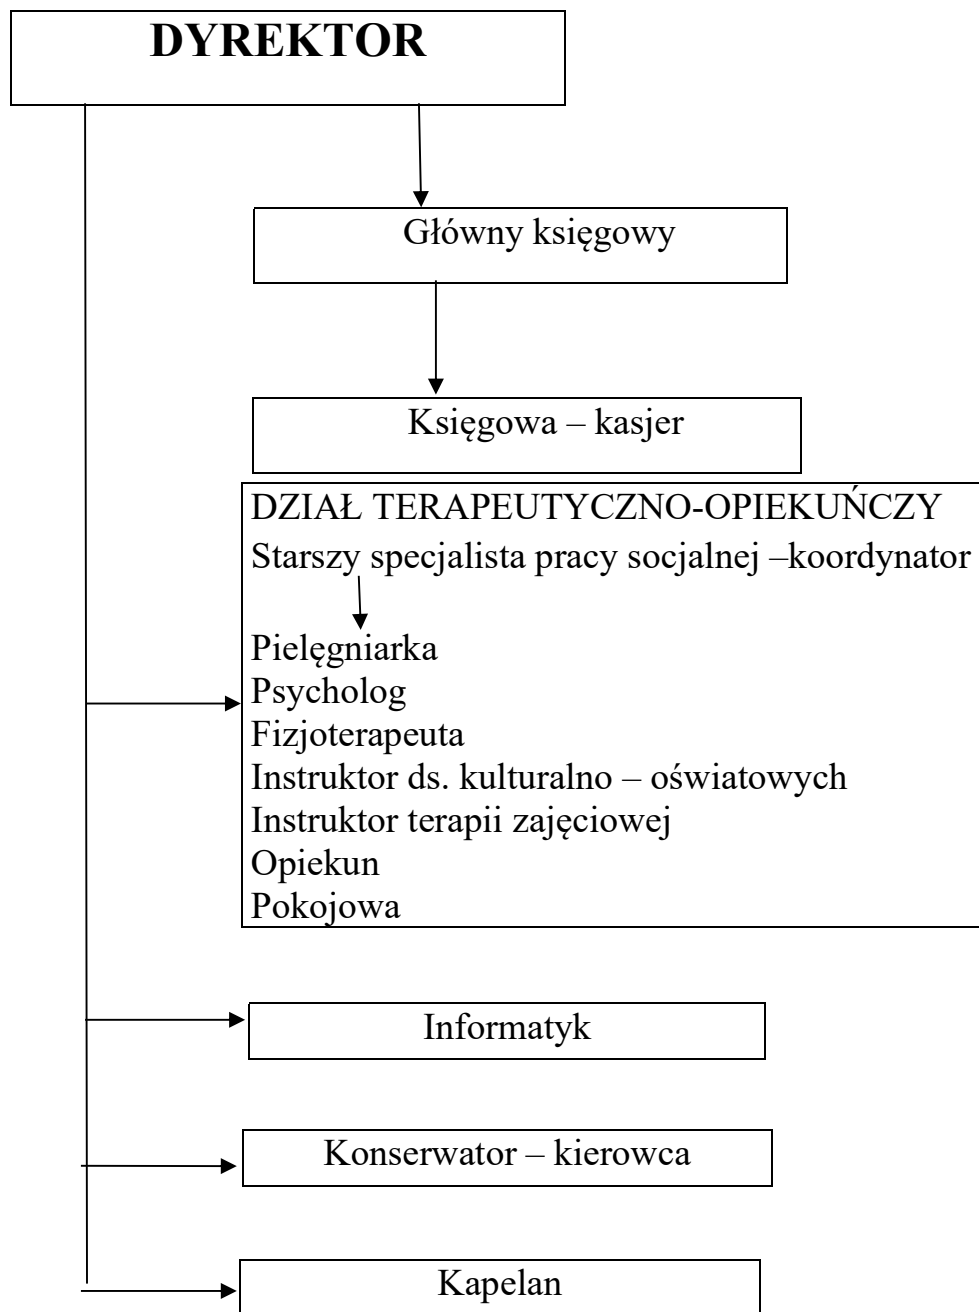 DYREKTOR
Główny księgowy
Księgowa – kasjer
DZIAŁ TERAPEUTYCZNO-OPIEKUŃCZY
Starszy specjalista pracy socjalnej –koordynator
Pielęgniarka
Psycholog
Fizjoterapeuta
Instruktor ds. kulturalno – oświatowych
Instruktor terapii zajęciowej
Opiekun
Pokojowa
Informatyk
Konserwator – kierowca
Kapelan